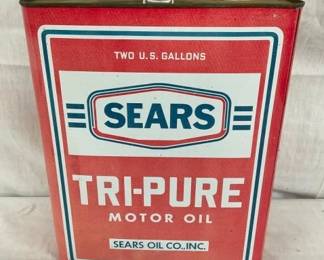 TWO U.S. GALLONS
SEARS
TRI-PURE
MOTOR OIL
SEARS OIL CO., INC.